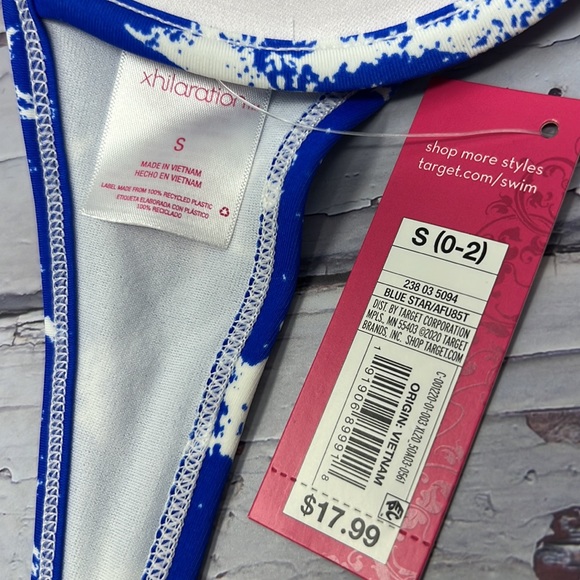 xhilaration
S
MADE IN VIETNAM
HECHO EN VIETNAM
LABEL MADE FROM 100% RECYCLED PLASTIC
ETIQUETA ELABORADA CON PLÁSTICO
100% RECICLADO
shop more styles
target.com/swim
S (0-2)
238 03 5094
BLUE STAR/AFU85T
DIST. BY TARGET CORPORATION
MPLS, MN 55403 ©2020 TARGET
BRANDS, INC. SHOP TARGET.COM
ORIGIN: VIETNAM
$17.99